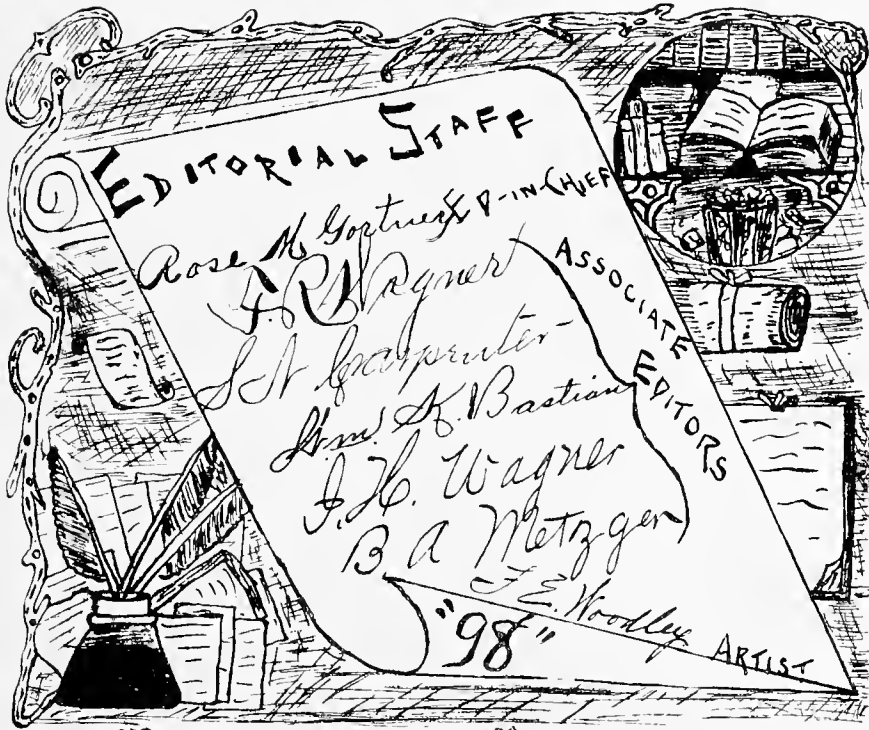 EDITORIAL STAFF
Rose M Gortner ED-IN-CHIEF
F. R. Wagner
S N Carpenter
Wm. K. Bastian
J. H. Wagner
B A Metzger
ASSOCIATE EDITORS
F. E. Woodley ARTIST
"98"